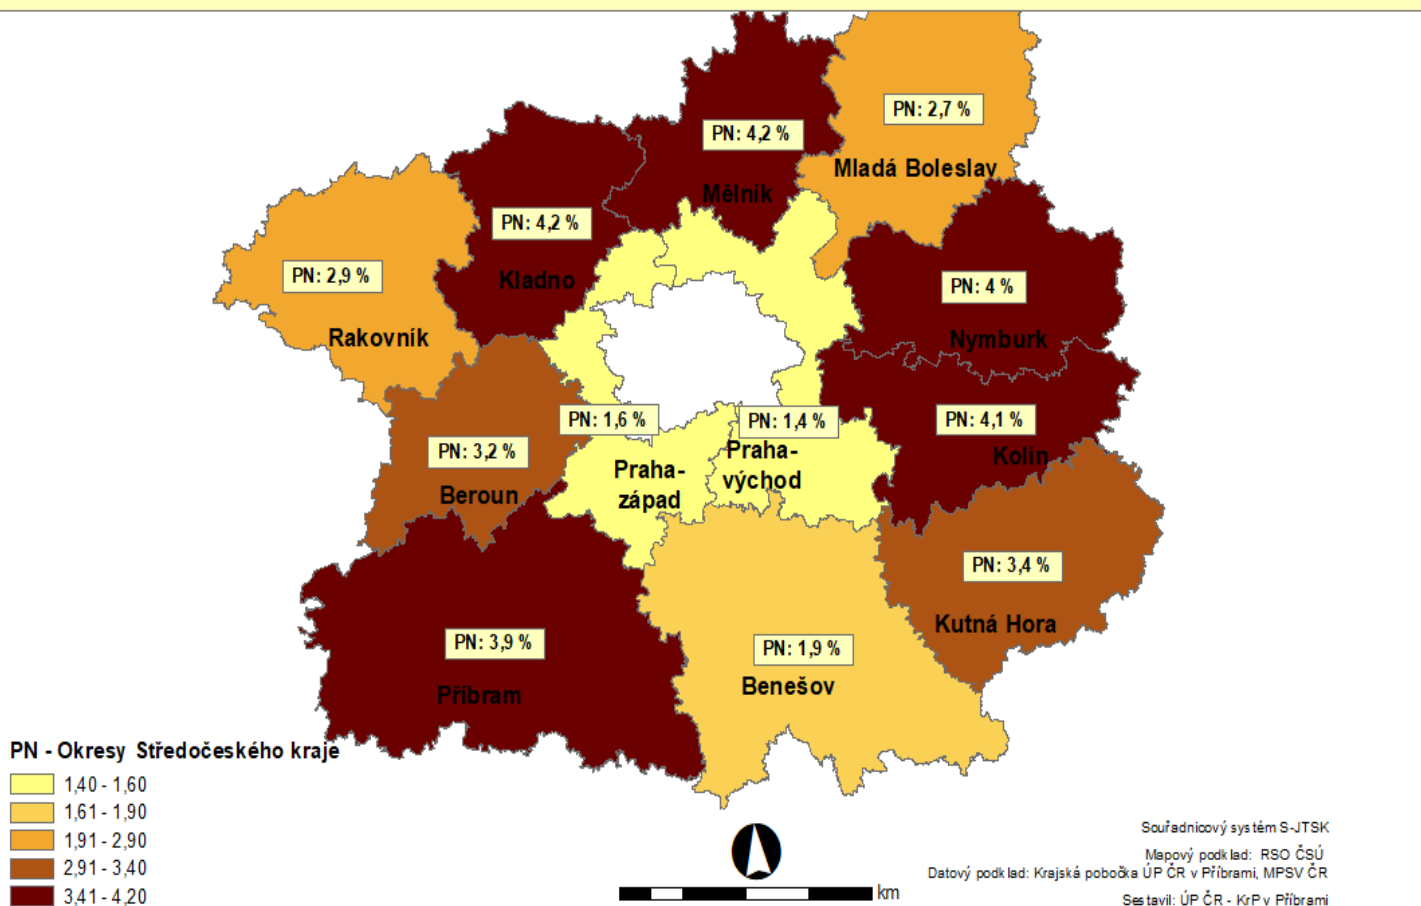 PN: 2,7 %
Mladá Boleslav
PN: 4,2 %
Mělník
PN: 4,2 %
Kladno
PN: 2,9 %
Rakovník
PN: 4 %
Nymburk
PN: 1,6 %
PN: 1,4 %
PN: 4,1 %
Kolín
PN: 3,2 %
Beroun
Praha-
západ
Praha-
východ
PN: 3,4 %
Kutná Hora
PN: 3,9 %
Příbram
PN: 1,9 %
Benešov
PN - Okresy Středočeského kraje
1,40 - 1,60
1,61 - 1,90
1,91 - 2,90
2,91 - 3,40
3,41 - 4,20
km
Souřadnicový systém S-JTSK
Mapový podklad: RSO ČSÚ
Datový podklad: Krajská pobočka ÚP ČR v Příbrami, MPSV ČR
Sestavil: ÚP ČR - KrP v Příbrami